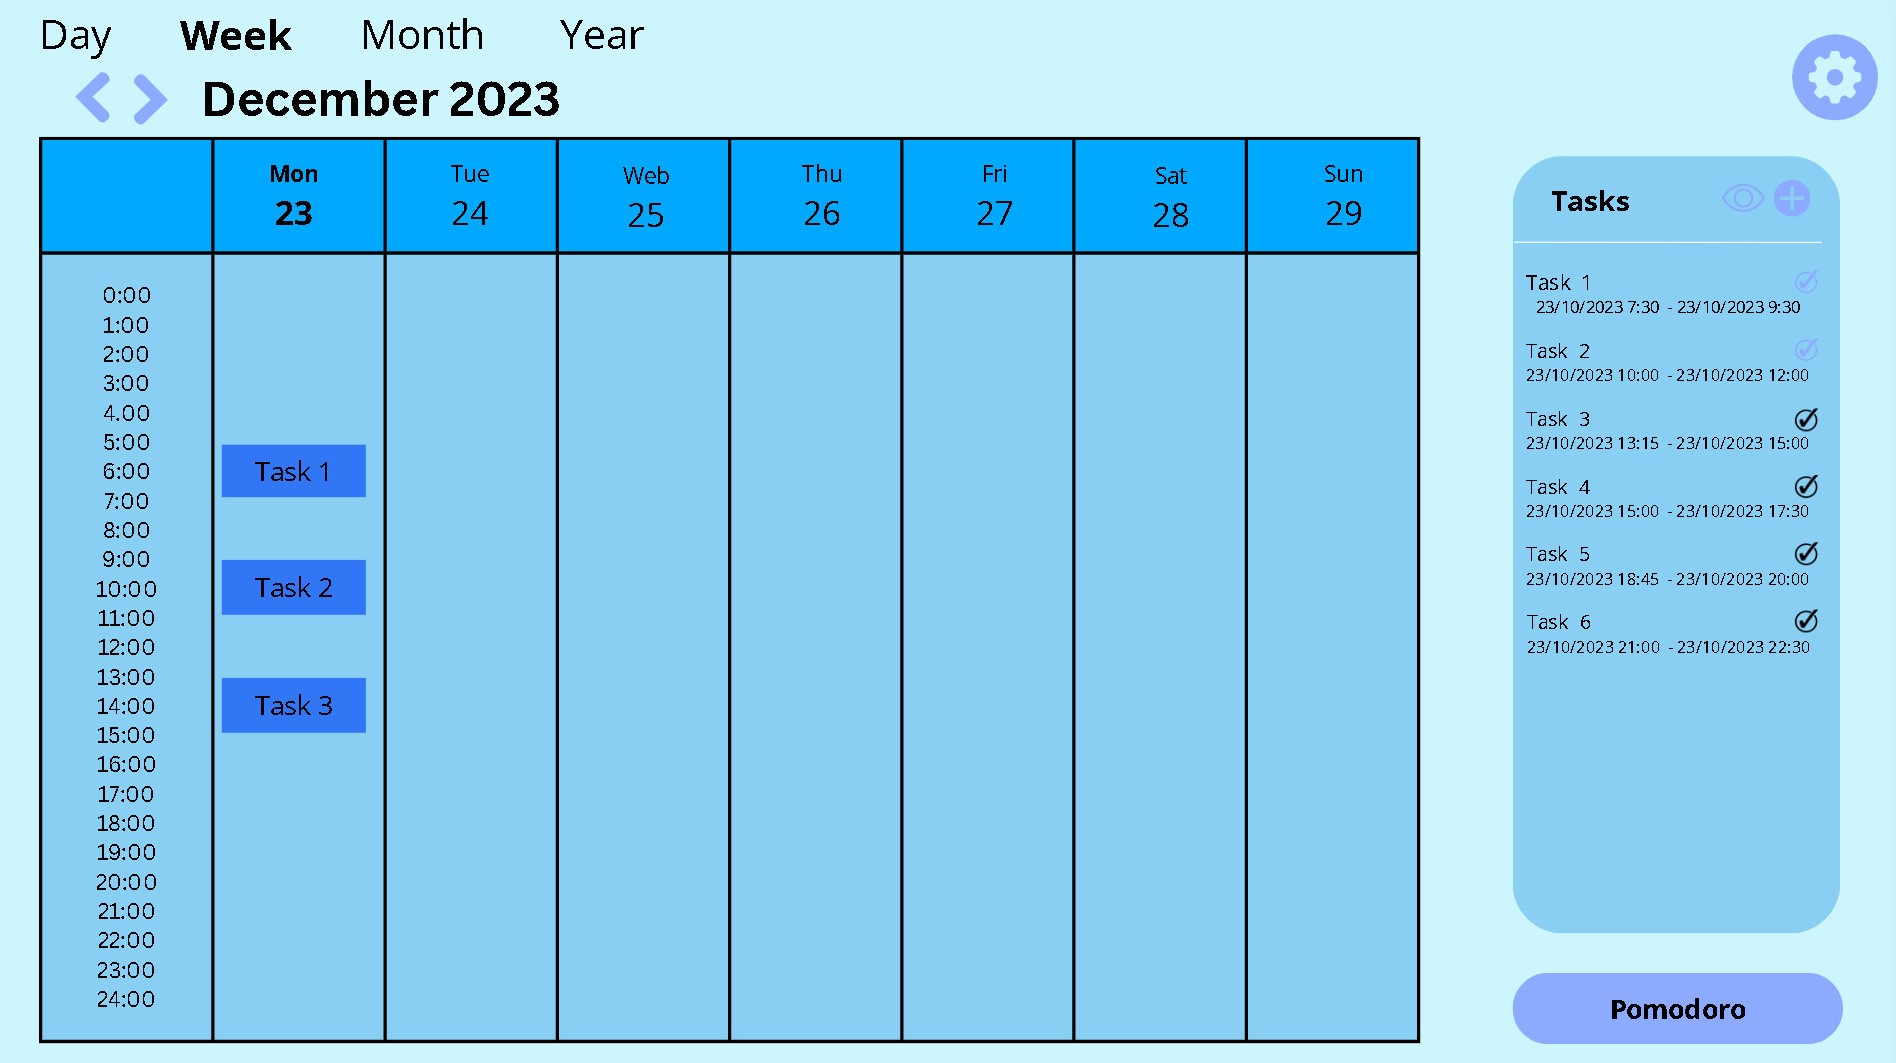 Day Week Month Year
December 2023
Mon Tue Web Thu Fri Sat Sun
23 24 25 26 27 28 29
0:00
1:00
2:00
3:00
4.00
5:00
6:00
7:00
8:00
9:00
10:00
11:00
12:00
13:00
14:00
15:00
16:00
17:00
18:00
19:00
20:00
21:00
22:00
23:00
24:00
Task 1
Task 2
Task 3
Tasks
Task 1
23/10/2023 7:30 - 23/10/2023 9:30
Task 2
23/10/2023 10:00 - 23/10/2023 12:00
Task 3
23/10/2023 13:15 - 23/10/2023 15:00
Task 4
23/10/2023 15:00 - 23/10/2023 17:30
Task 5
23/10/2023 18:45 - 23/10/2023 20:00
Task 6
23/10/2023 21:00 - 23/10/2023 22:30
Pomodoro